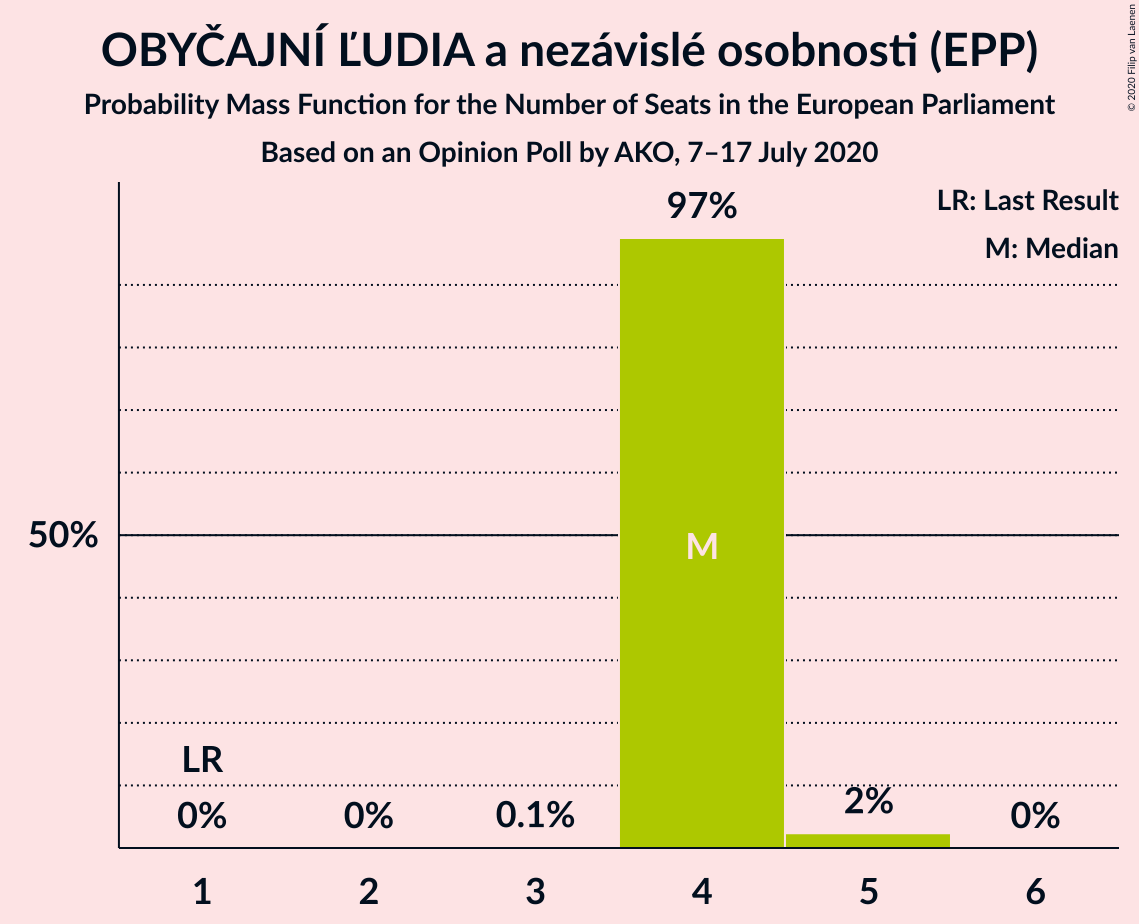 OBYČAJNÍ ĽUDIA a nezávislé osobnosti (EPP)
Probability Mass Function for the Number of Seats in the European Parliament
Based on an Opinion Poll by AKO, 7–17 July 2020
© 2020 Filip van Laenen
LR: Last Result
M: Median
97%
50%
M
LR
0%
0%
0.1%
2%
0%
1
2
3
4
5
6